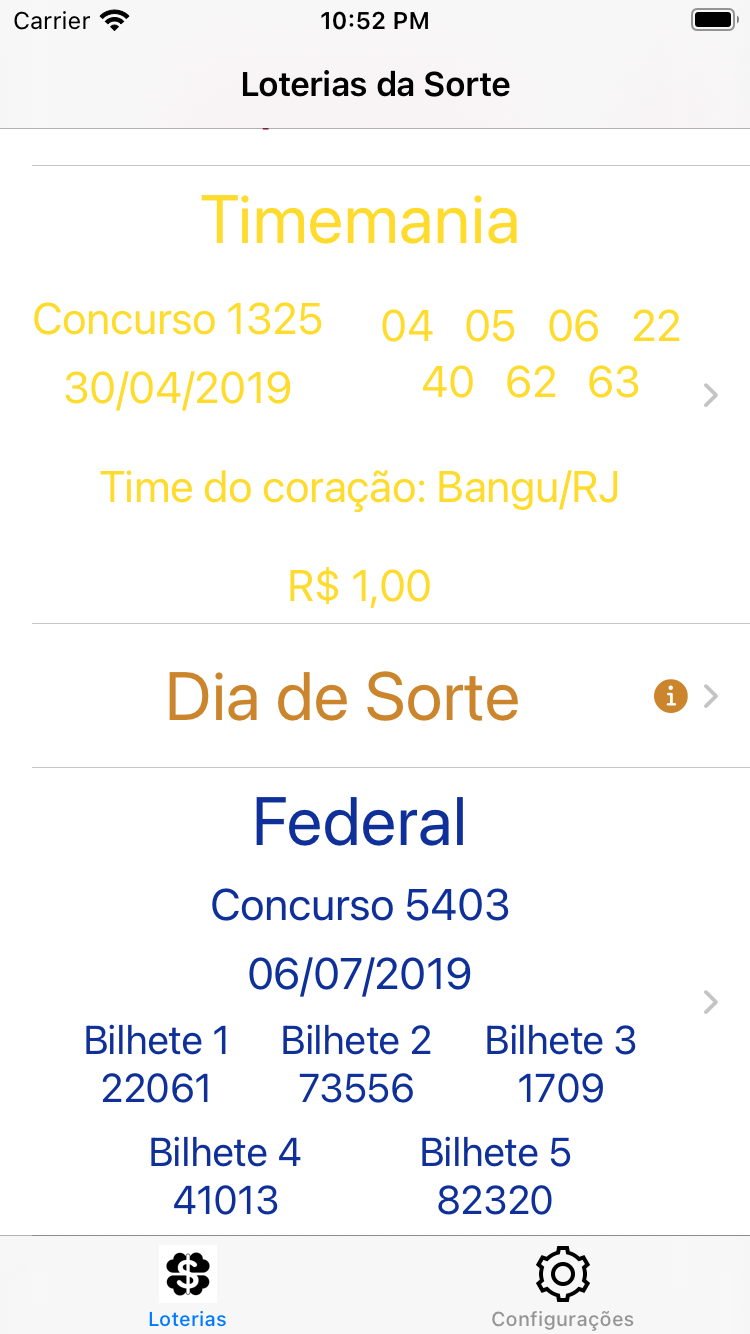 Carrier 10:52 PM
Loterias da Sorte
Timemania
Concurso 1325
30/04/2019
04 05 06 22
40 62 63
Time do coração: Bangu/RJ
R$ 1,00
Dia de Sorte
Federal
Concurso 5403
06/07/2019
Bilhete 1 Bilhete 2 Bilhete 3
22061 73556 1709
Bilhete 4 Bilhete 5
41013 82320
Loterias Configurações